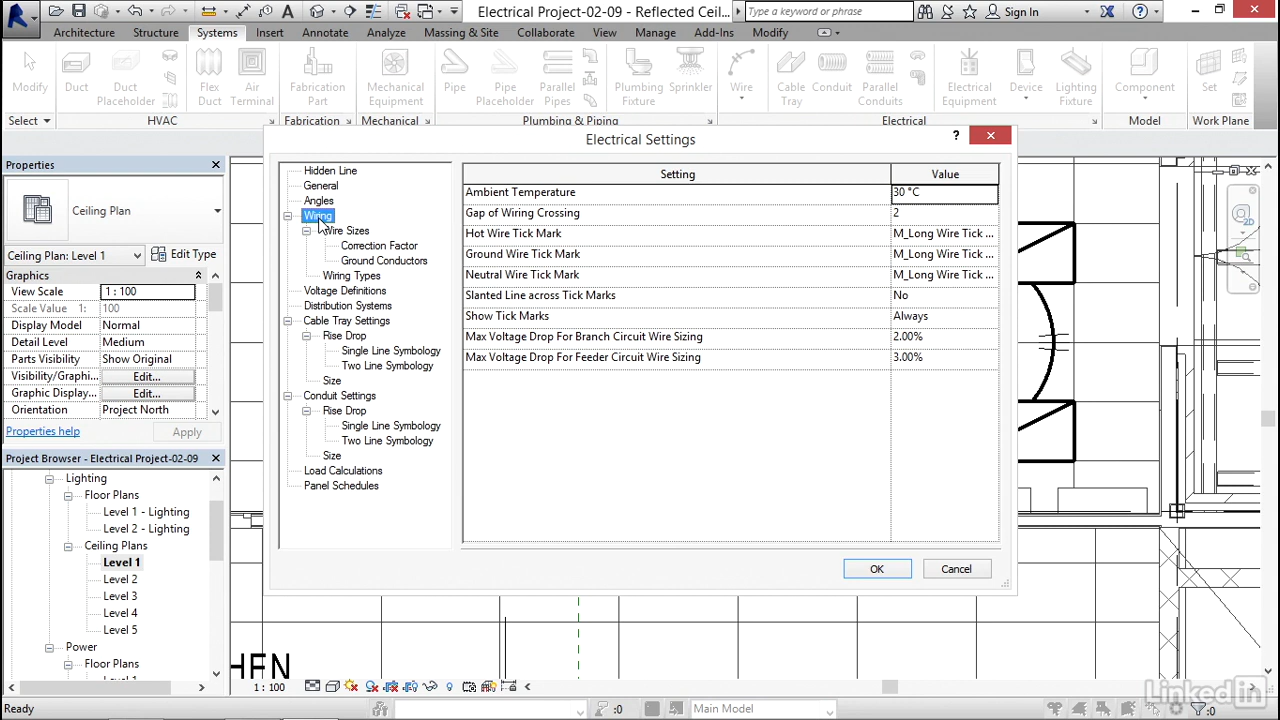 Electrical Project-02-09 - Reflected Ceil...
Type a keyword or phrase
Sign In
Architecture Structure Systems Insert Annotate Analyze Massing & Site Collaborate View Manage Add-Ins Modify
Modify
Duct
Duct Placeholder
Flex Duct
Air Terminal
Fabrication Part
Mechanical Equipment
Pipe
Pipe Placeholder
Parallel Pipes
Plumbing Fixture
Sprinkler
Wire
Cable Tray
Conduit
Parallel Conduits
Electrical Equipment
Device
Lighting Fixture
Component
Set
Select HVAC Fabrication Mechanical Plumbing & Piping Electrical Model Work Plane
Properties
Ceiling Plan
Ceiling Plan: Level 1
Edit Type
Graphics
View Scale 1 : 100
Scale Value 1: 100
Display Model Normal
Detail Level Medium
Parts Visibility Show Original
Visibility/Graphi... Edit...
Graphic Display... Edit...
Orientation Project North
Properties help Apply
Project Browser - Electrical Project-02-09
Lighting
Floor Plans
Level 1 - Lighting
Level 2 - Lighting
Ceiling Plans
Level 1
Level 2
Level 3
Level 4
Level 5
Power
Floor Plans
Electrical Settings
?
Hidden Line
General
Angles
Wiring
Wire Sizes
Correction Factor
Ground Conductors
Wiring Types
Voltage Definitions
Distribution Systems
Cable Tray Settings
Rise Drop
Single Line Symbology
Two Line Symbology
Size
Conduit Settings
Rise Drop
Single Line Symbology
Two Line Symbology
Size
Load Calculations
Panel Schedules
Setting Value
Ambient Temperature 30 °C
Gap of Wiring Crossing 2
Hot Wire Tick Mark M_Long Wire Tick ...
Ground Wire Tick Mark M_Long Wire Tick ...
Neutral Wire Tick Mark M_Long Wire Tick ...
Slanted Line across Tick Marks No
Show Tick Marks Always
Max Voltage Drop For Branch Circuit Wire Sizing 2.00%
Max Voltage Drop For Feeder Circuit Wire Sizing 3.00%
OK Cancel
1 : 100
Ready
:0
Main Model
:0
LinkedIn